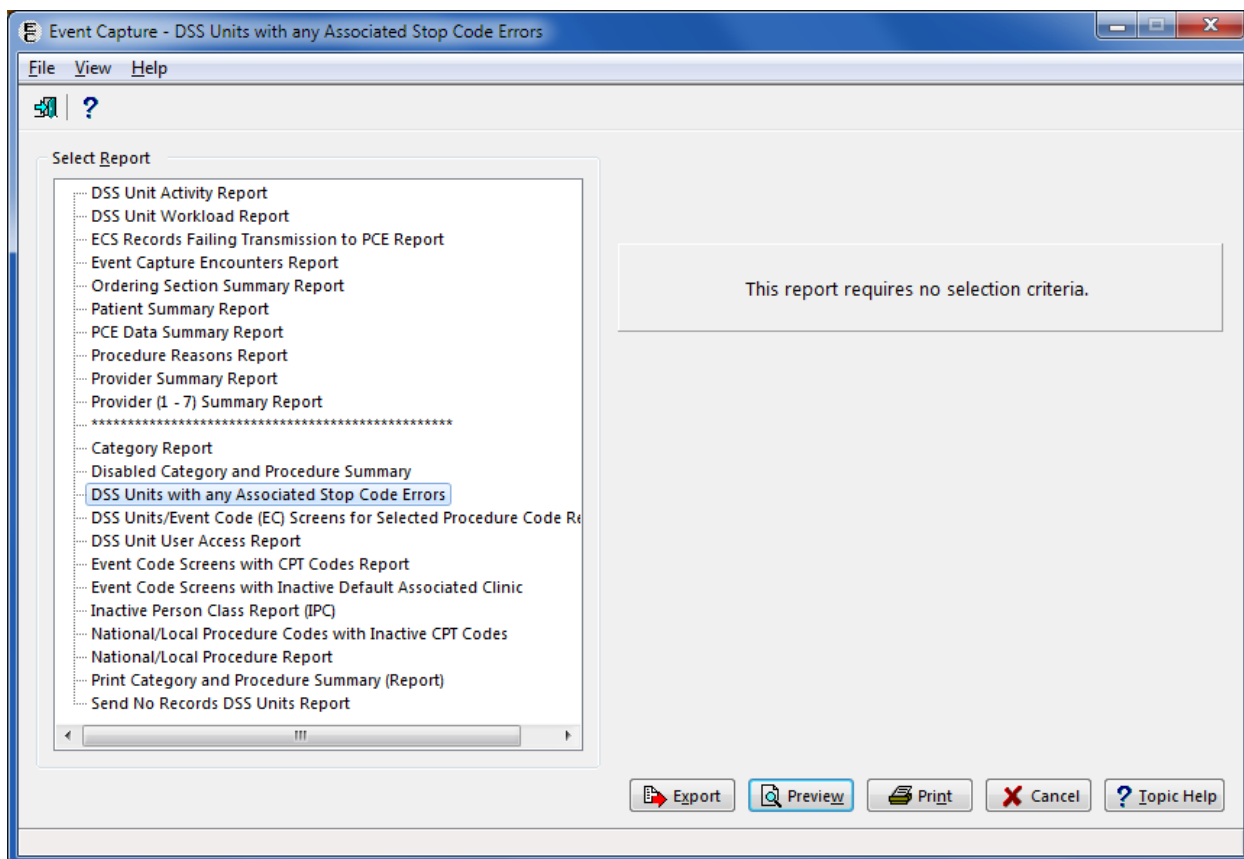 Event Capture - DSS Units with any Associated Stop Code Errors
File View Help
?
Select Report
DSS Unit Activity Report
DSS Unit Workload Report
ECS Records Failing Transmission to PCE Report
Event Capture Encounters Report
Ordering Section Summary Report
Patient Summary Report
PCE Data Summary Report
Procedure Reasons Report
Provider Summary Report
Provider (1 - 7) Summary Report
**************************************************
Category Report
Disabled Category and Procedure Summary
DSS Units with any Associated Stop Code Errors
DSS Units/Event Code (EC) Screens for Selected Procedure Code Re
DSS Unit User Access Report
Event Code Screens with CPT Codes Report
Event Code Screens with Inactive Default Associated Clinic
Inactive Person Class Report (IPC)
National/Local Procedure Codes with Inactive CPT Codes
National/Local Procedure Report
Print Category and Procedure Summary (Report)
Send No Records DSS Units Report
This report requires no selection criteria.
Export Preview Print Cancel ? Topic Help